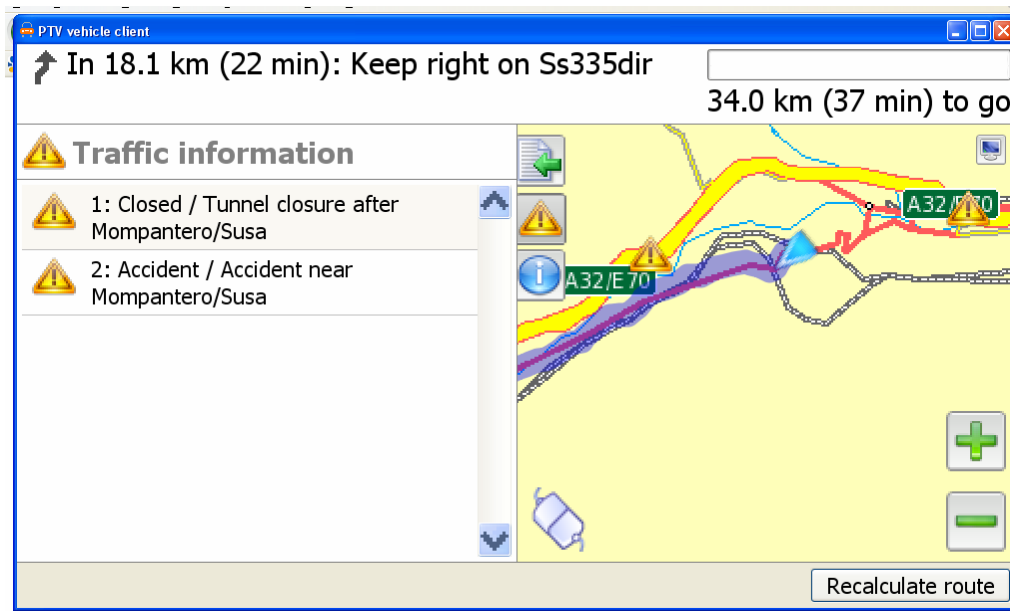 PTV vehicle client
In 18.1 km (22 min): Keep right on Ss335dir
34.0 km (37 min) to go
Traffic information
1: Closed / Tunnel closure after
Mompantero/Susa
2: Accident / Accident near
Mompantero/Susa
A32/E70
A32/E70
Recalculate route